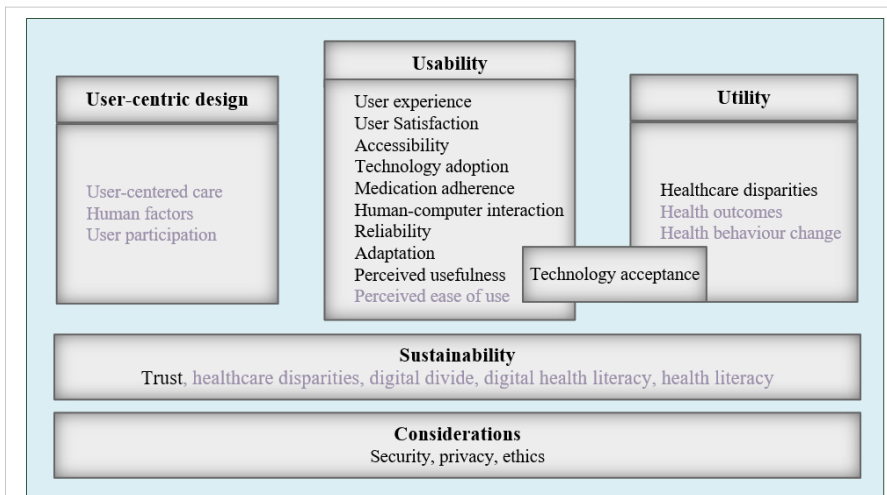 User-centric design
User-centered care
Human factors
User participation
Usability
User experience
User Satisfaction
Accessibility
Technology adoption
Medication adherence
Human-computer interaction
Reliability
Adaptation
Perceived usefulness
Perceived ease of use
Technology acceptance
Utility
Healthcare disparities
Health outcomes
Health behaviour change
Sustainability
Trust, healthcare disparities, digital divide, digital health literacy, health literacy
Considerations
Security, privacy, ethics